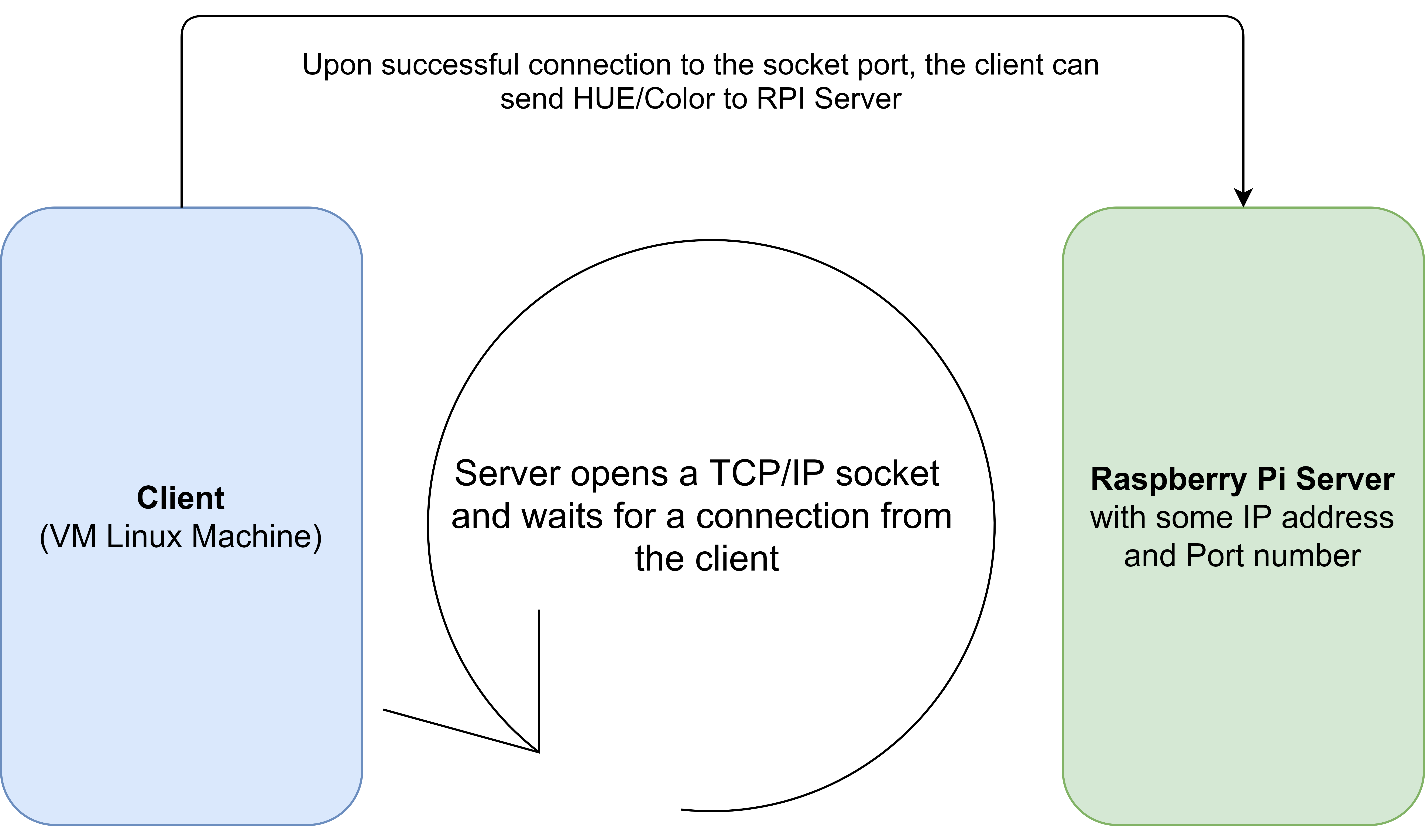 Upon successful connection to the socket port, the client can
send HUE/Color to RPI Server
Client
(VM Linux Machine)
Server opens a TCP/IP socket
and waits for a connection from
the client
Raspberry Pi Server
with some IP address
and Port number